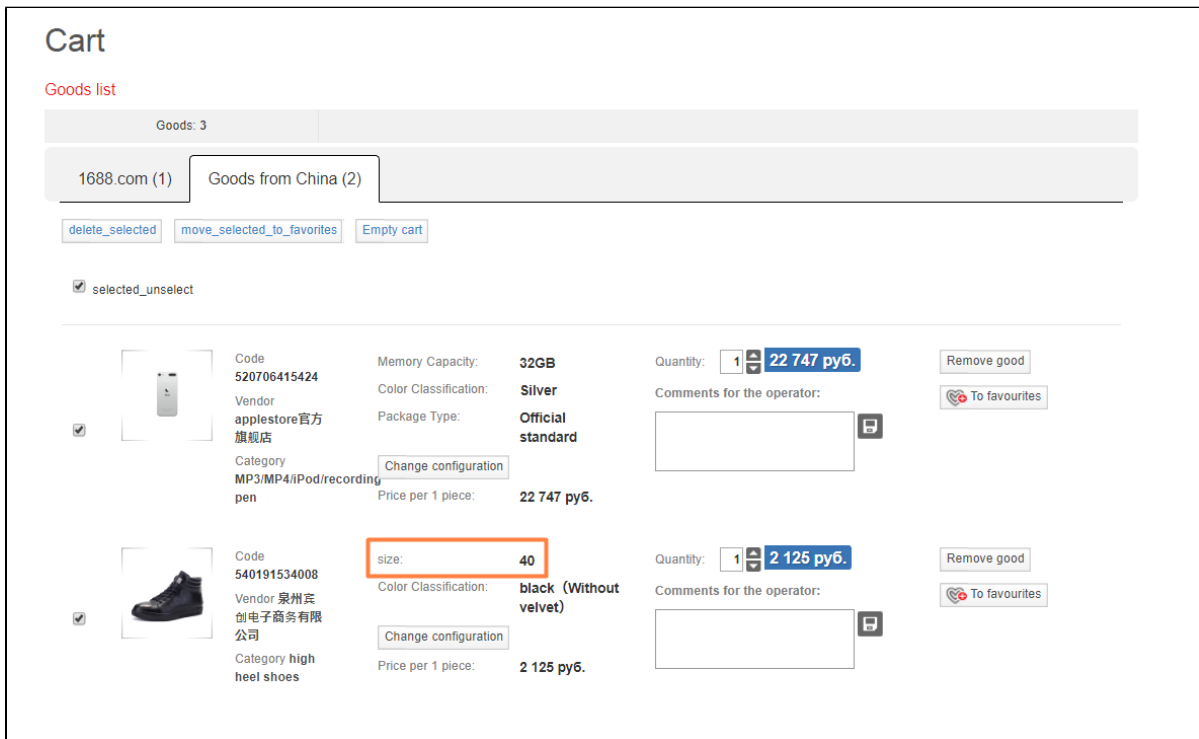 Cart
Goods list
Goods: 3
1688.com (1)
Goods from China (2)
delete_selected
move_selected_to_favorites
Empty cart
selected_unselect
Code
520706415424
Vendor
applestore官方
旗舰店
Category
MP3/MP4/iPod/recording
pen
Memory Capacity: 32GB
Color Classification: Silver
Package Type: Official
standard
Change configuration
Price per 1 piece: 22 747 руб.
Quantity: 1 22 747 руб.
Comments for the operator:
Remove good
To favourites
Code
540191534008
Vendor 泉州宾
创电子商务有限
公司
Category high
heel shoes
size: 40
Color Classification: black（Without
velvet）
Change configuration
Price per 1 piece: 2 125 руб.
Quantity: 1 2 125 руб.
Comments for the operator:
Remove good
To favourites